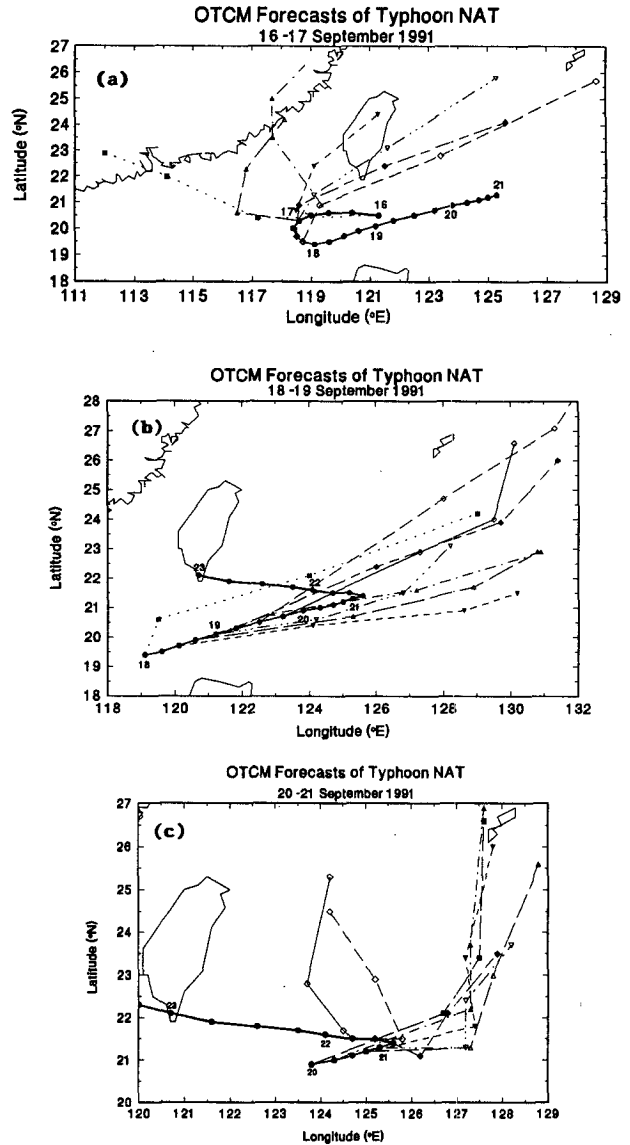 OTCM Forecasts of Typhoon NAT
16 -17 September 1991
(a)
27
26
25
24
23
22
21
20
19
18
Latitude (°N)
17
16
18
19
20
21
111 113 115 117 119 121 123 125 127 129
Longitude (°E)
OTCM Forecasts of Typhoon NAT
18-19 September 1991
(b)
28
27
26
25
24
23
22
21
20
19
18
Latitude (°N)
23
22
21
20
19
18
118 120 122 124 126 128 130 132
Longitude (°E)
OTCM Forecasts of Typhoon NAT
20-21 September 1991
(c)
27
26
25
24
23
22
21
20
Latitude (°N)
23
22
21
20
120 121 122 123 124 125 126 127 128 129
Longitude (°E)